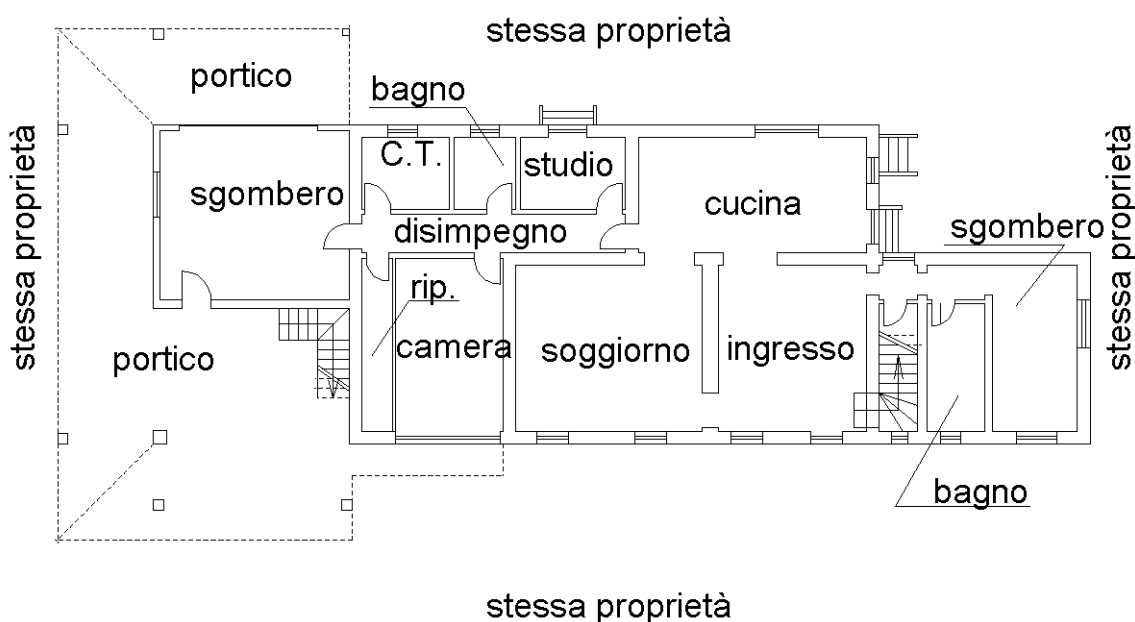 stessa proprietà
portico
bagno
C.T.
studio
stessa proprietà
sgombero
cucina
disimpegno
sgombero
stessa proprietà
rip.
portico
camera
soggiorno
ingresso
bagno
stessa proprietà